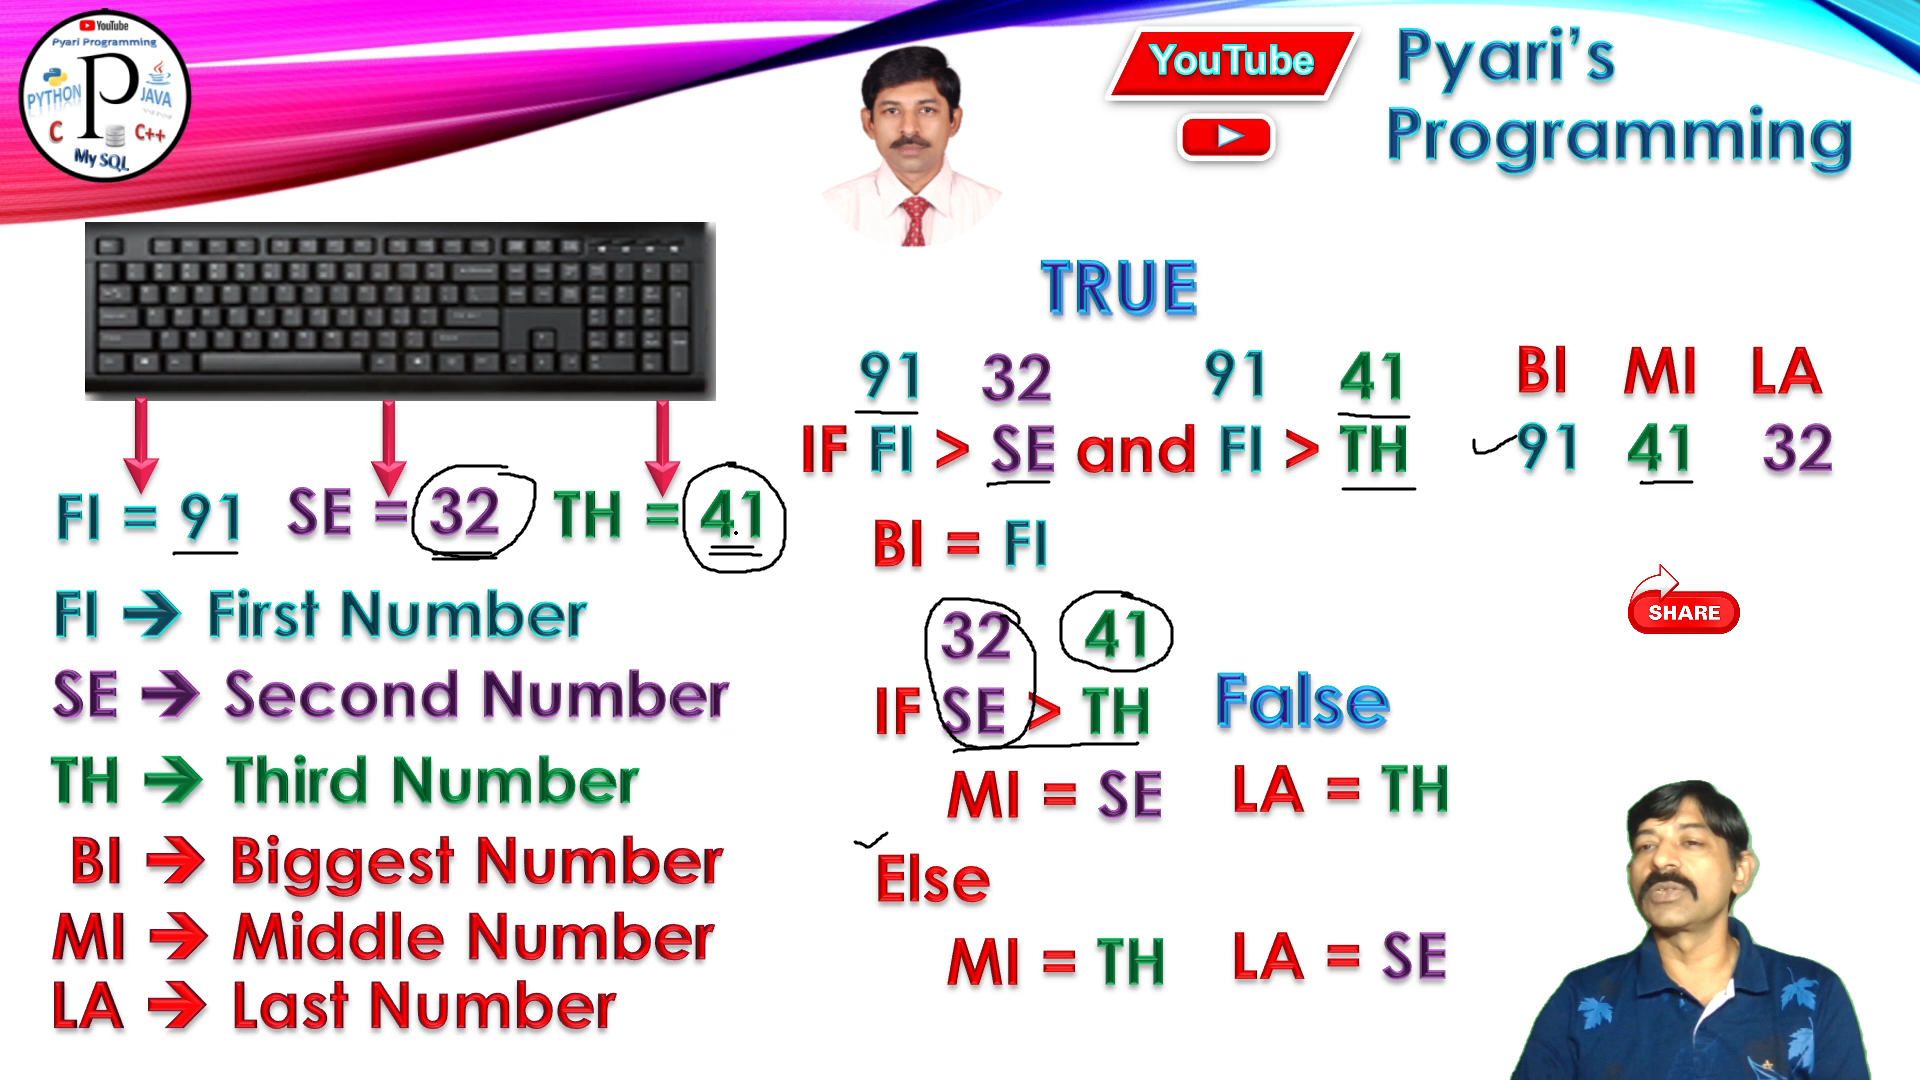 YouTube
Pyari Programming
P
PYTHON
JAVA
C
C++
My SQL
YouTube
Pyari's
Programming
FI = 91 SE = 32 TH = 41
FI → First Number
SE → Second Number
TH → Third Number
BI → Biggest Number
MI → Middle Number
LA → Last Number
TRUE
91 32 91 41
IF FI > SE and FI > TH
BI = FI
32 41
IF SE > TH False
MI = SE LA = TH
Else
MI = TH LA = SE
BI MI LA
91 41 32
SHARE